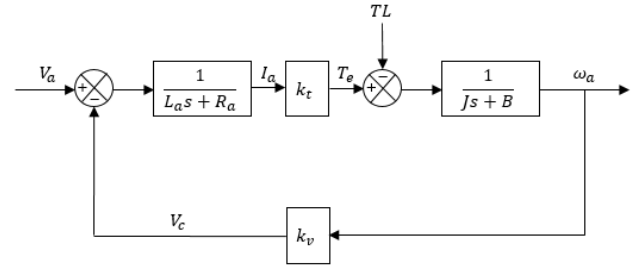 TL
V_a
+
−
1
L_a s + R_a
I_a
k_t
T_e
+
−
1
Js + B
ω_a
V_c
k_v